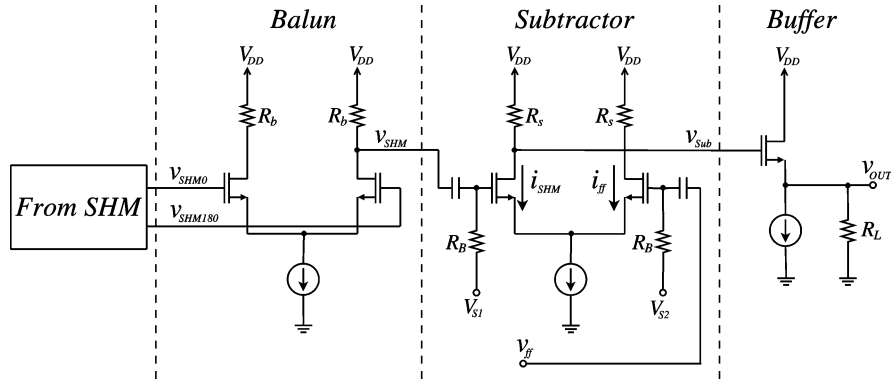 Balun
Subtractor
Buffer
V_DD
V_DD
V_DD
V_DD
V_DD
R_b
R_b
R_s
R_s
v_SHM
v_Sub
v_SHM0
From SHM
v_SHM180
i_SHM
i_ff
v_OUT
R_B
R_B
R_L
V_S1
V_S2
v_ff